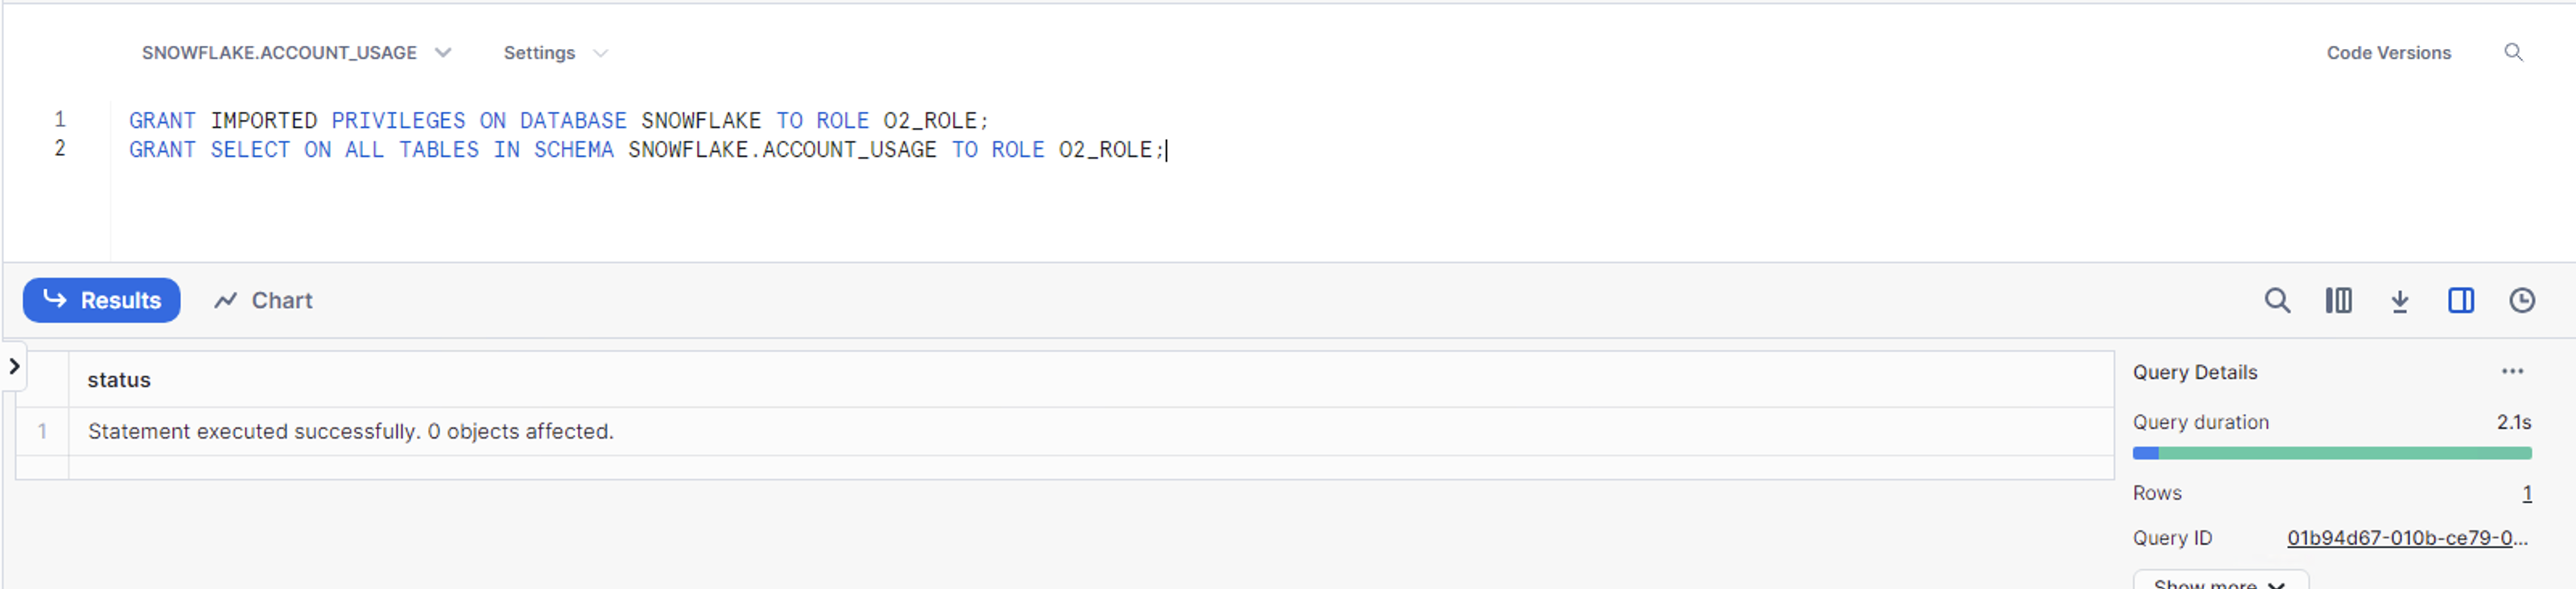 SNOWFLAKE.ACCOUNT_USAGE Settings Code Versions
1 GRANT IMPORTED PRIVILEGES ON DATABASE SNOWFLAKE TO ROLE O2_ROLE;
2 GRANT SELECT ON ALL TABLES IN SCHEMA SNOWFLAKE.ACCOUNT_USAGE TO ROLE O2_ROLE;
Results Chart
status
1 Statement executed successfully. 0 objects affected.
Query Details
Query duration 2.1s
Rows 1
Query ID 01b94d67-010b-ce79-0...
Show more